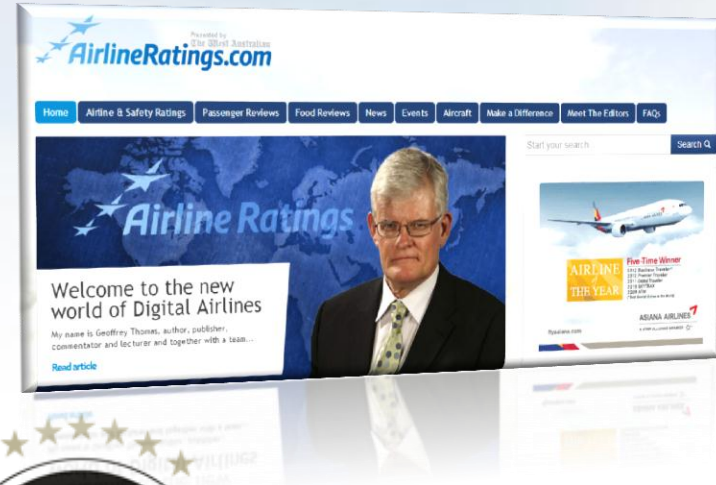 Presented by
The West Australian
AirlineRatings.com
Home
Airline & Safety Ratings
Passenger Reviews
Food Reviews
News
Events
Aircraft
Make a Difference
Meet The Editors
FAQs
Start your search
Search
Airline Ratings
Welcome to the new
world of Digital Airlines
My name is Geoffrey Thomas, author, publisher,
commentator and lecturer and together with a team...
Read article
AIRLINE
THE YEAR
Five-Time Winner
flyasiana.com
ASIANA AIRLINES